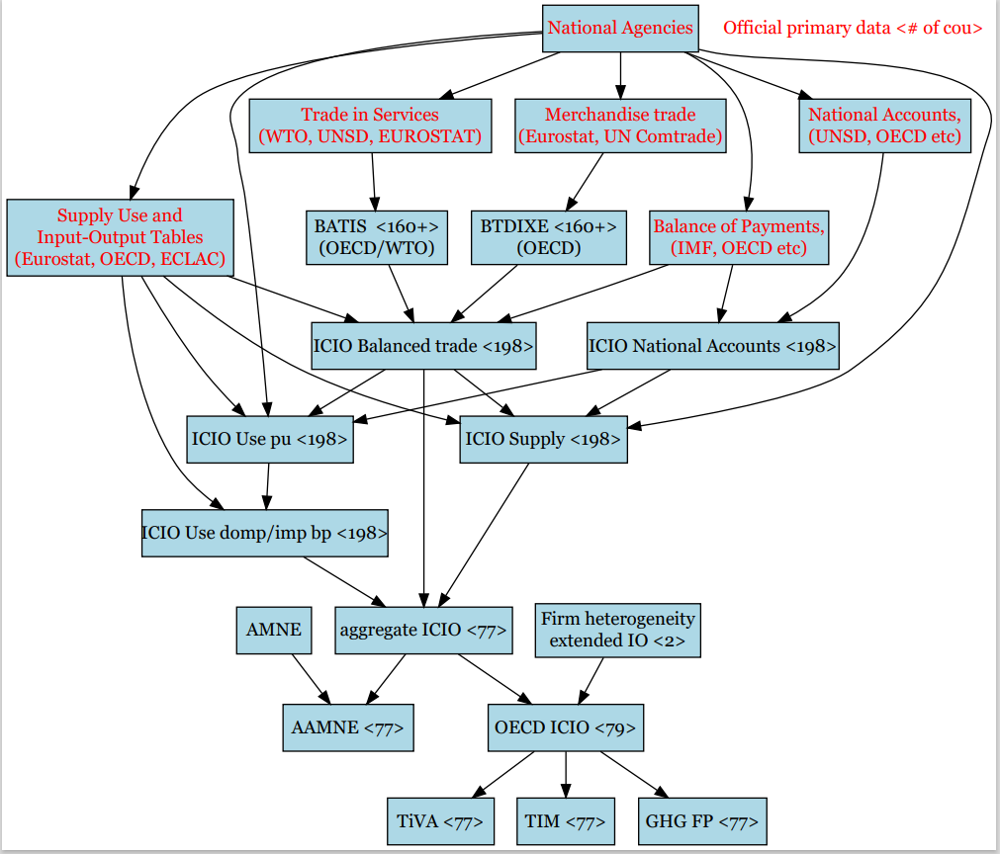 National Agencies
Official primary data <# of cou>
Trade in Services
(WTO, UNSD, EUROSTAT)
Merchandise trade
(Eurostat, UN Comtrade)
National Accounts,
(UNSD, OECD etc)
Supply Use and
Input-Output Tables
(Eurostat, OECD, ECLAC)
BATIS <160+>
(OECD/WTO)
BTDIXE <160+>
(OECD)
Balance of Payments,
(IMF, OECD etc)
ICIO Balanced trade <198>
ICIO National Accounts <198>
ICIO Use pu <198>
ICIO Supply <198>
ICIO Use domp/imp bp <198>
AMNE
aggregate ICIO <77>
Firm heterogeneity
extended IO <2>
AAMNE <77>
OECD ICIO <79>
TiVA <77>
TIM <77>
GHG FP <77>